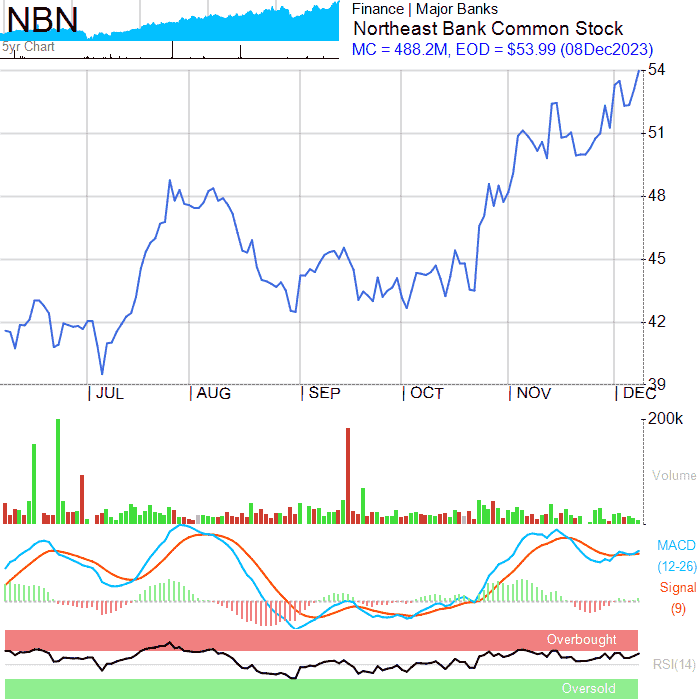 NBN
5yr Chart
Finance | Major Banks
Northeast Bank Common Stock
MC = 488.2M, EOD = $53.99 (08Dec2023)
54
51
48
45
42
39
JUL AUG SEP OCT NOV DEC
200k
Volume
MACD
(12-26)
Signal
(9)
Overbought
RSI(14)
Oversold